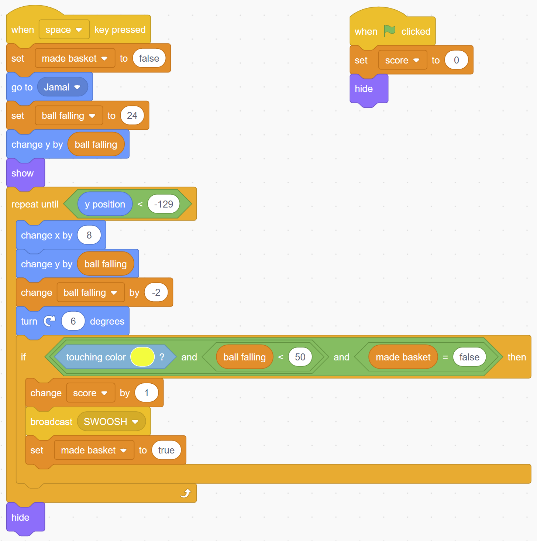 when space key pressed
set made basket to false
go to Jamal
set ball falling to 24
change y by ball falling
show
repeat until y position < -129
change x by 8
change y by ball falling
change ball falling by -2
turn 6 degrees
if touching color ? and ball falling < 50 and made basket = false then
change score by 1
broadcast SWOOSH
set made basket to true
hide
when clicked
set score to 0
hide